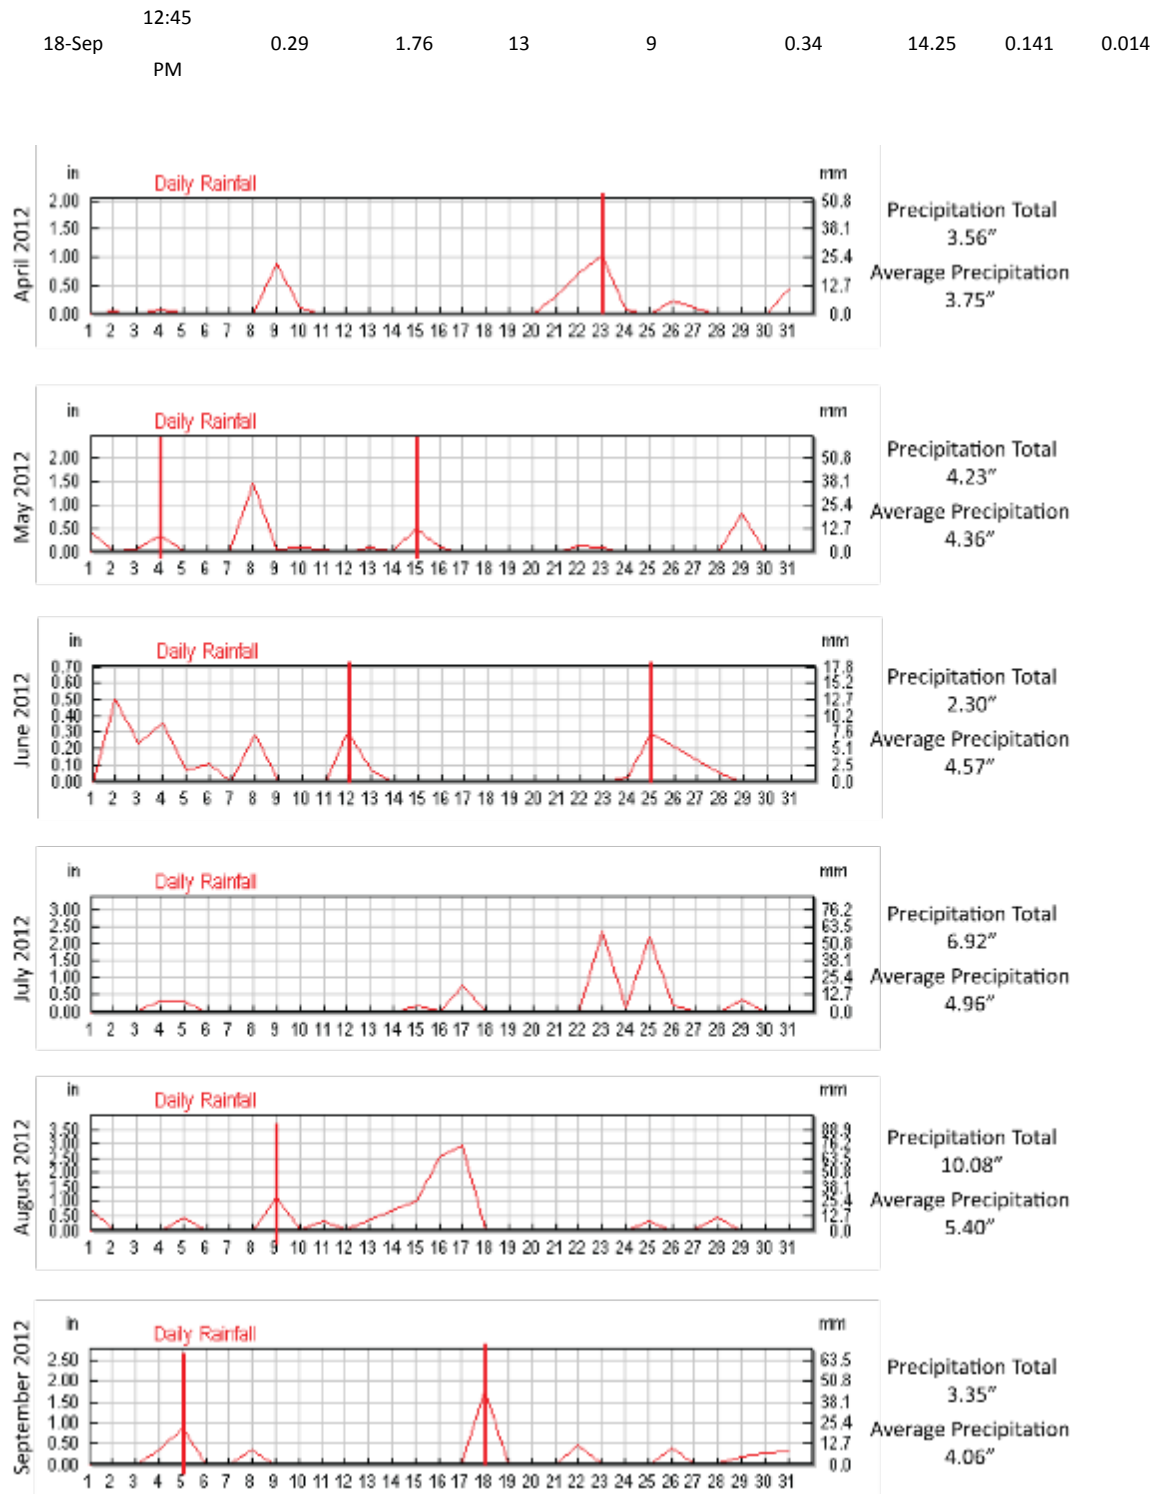 12:45
18-Sep 0.29 1.76 13 9 0.34 14.25 0.141 0.014
PM
in Daily Rainfall mm
April 2012
2.00 50.8
1.50 38.1
1.00 25.4
0.50 12.7
0.00 0.0
1 2 3 4 5 6 7 8 9 10 11 12 13 14 15 16 17 18 19 20 21 22 23 24 25 26 27 28 29 30 31
Precipitation Total
3.56”
Average Precipitation
3.75”
in Daily Rainfall mm
May 2012
2.00 50.8
1.50 38.1
1.00 25.4
0.50 12.7
0.00 0.0
1 2 3 4 5 6 7 8 9 10 11 12 13 14 15 16 17 18 19 20 21 22 23 24 25 26 27 28 29 30 31
Precipitation Total
4.23”
Average Precipitation
4.36”
in Daily Rainfall mm
June 2012
0.70 17.8
0.60 15.2
0.50 12.7
0.40 10.2
0.30 7.6
0.20 5.1
0.10 2.5
0.00 0.0
1 2 3 4 5 6 7 8 9 10 11 12 13 14 15 16 17 18 19 20 21 22 23 24 25 26 27 28 29 30 31
Precipitation Total
2.30”
Average Precipitation
4.57”
in Daily Rainfall mm
July 2012
3.00 76.2
2.50 63.5
2.00 50.8
1.50 38.1
1.00 25.4
0.50 12.7
0.00 0.0
1 2 3 4 5 6 7 8 9 10 11 12 13 14 15 16 17 18 19 20 21 22 23 24 25 26 27 28 29 30 31
Precipitation Total
6.92”
Average Precipitation
4.96”
in Daily Rainfall mm
August 2012
3.50 88.9
3.00 76.2
2.50 63.5
2.00 50.8
1.50 38.1
1.00 25.4
0.50 12.7
0.00 0.0
1 2 3 4 5 6 7 8 9 10 11 12 13 14 15 16 17 18 19 20 21 22 23 24 25 26 27 28 29 30 31
Precipitation Total
10.08”
Average Precipitation
5.40”
in Daily Rainfall mm
September 2012
2.50 63.5
2.00 50.8
1.50 38.1
1.00 25.4
0.50 12.7
0.00 0.0
1 2 3 4 5 6 7 8 9 10 11 12 13 14 15 16 17 18 19 20 21 22 23 24 25 26 27 28 29 30 31
Precipitation Total
3.35”
Average Precipitation
4.06”